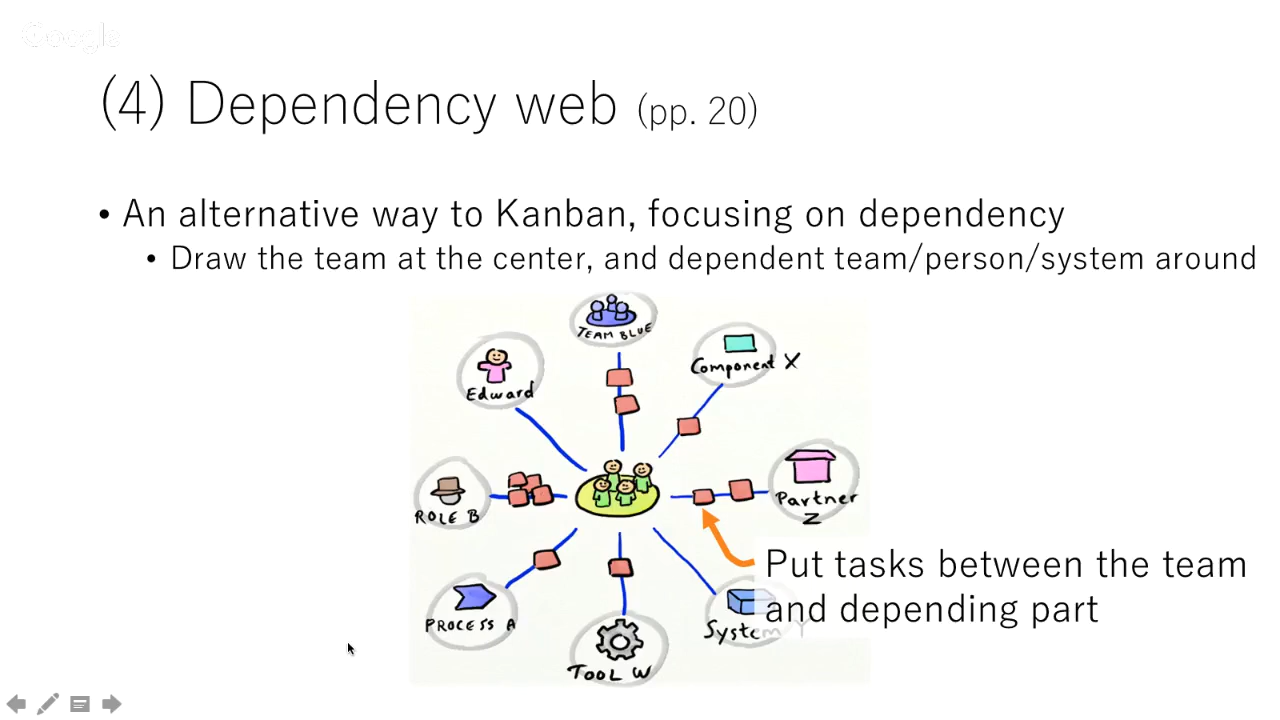 Google
(4) Dependency web (pp. 20)
• An alternative way to Kanban, focusing on dependency
• Draw the team at the center, and dependent team/person/system around
TEAM BLUE
Edward
Component X
ROLE B
Partner
Z
PROCESS A
TOOL W
System Y
Put tasks between the team
and depending part